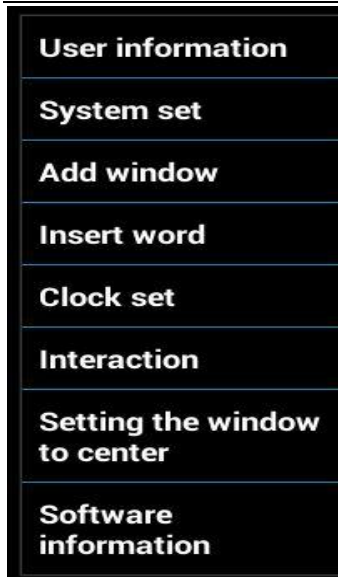 User information
System set
Add window
Insert word
Clock set
Interaction
Setting the window
to center
Software
information